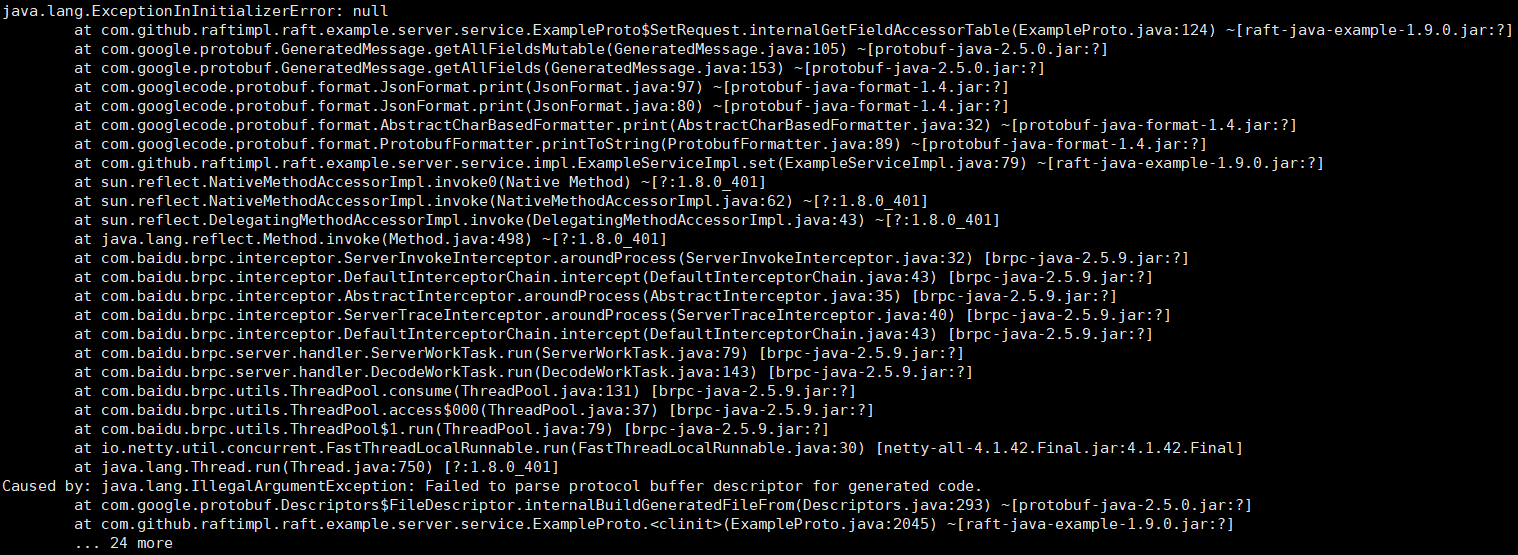 java.lang.ExceptionInInitializerError: null
at com.github.raftimpl.raft.example.server.service.ExampleProto$SetRequest.internalGetFieldAccessorTable(ExampleProto.java:124) ~[raft-java-example-1.9.0.jar:?]
at com.google.protobuf.GeneratedMessage.getAllFieldsMutable(GeneratedMessage.java:105) ~[protobuf-java-2.5.0.jar:?]
at com.google.protobuf.GeneratedMessage.getAllFields(GeneratedMessage.java:153) ~[protobuf-java-2.5.0.jar:?]
at com.googlecode.protobuf.format.JsonFormat.print(JsonFormat.java:97) ~[protobuf-java-format-1.4.jar:?]
at com.googlecode.protobuf.format.JsonFormat.print(JsonFormat.java:80) ~[protobuf-java-format-1.4.jar:?]
at com.googlecode.protobuf.format.AbstractCharBasedFormatter.print(AbstractCharBasedFormatter.java:32) ~[protobuf-java-format-1.4.jar:?]
at com.googlecode.protobuf.format.ProtobufFormatter.printToString(ProtobufFormatter.java:89) ~[protobuf-java-format-1.4.jar:?]
at com.github.raftimpl.raft.example.server.service.impl.ExampleServiceImpl.set(ExampleServiceImpl.java:79) ~[raft-java-example-1.9.0.jar:?]
at sun.reflect.NativeMethodAccessorImpl.invoke0(Native Method) ~[?:1.8.0_401]
at sun.reflect.NativeMethodAccessorImpl.invoke(NativeMethodAccessorImpl.java:62) ~[?:1.8.0_401]
at sun.reflect.DelegatingMethodAccessorImpl.invoke(DelegatingMethodAccessorImpl.java:43) ~[?:1.8.0_401]
at java.lang.reflect.Method.invoke(Method.java:498) ~[?:1.8.0_401]
at com.baidu.brpc.interceptor.ServerInvokeInterceptor.aroundProcess(ServerInvokeInterceptor.java:32) [brpc-java-2.5.9.jar:?]
at com.baidu.brpc.interceptor.DefaultInterceptorChain.intercept(DefaultInterceptorChain.java:43) [brpc-java-2.5.9.jar:?]
at com.baidu.brpc.interceptor.AbstractInterceptor.aroundProcess(AbstractInterceptor.java:35) [brpc-java-2.5.9.jar:?]
at com.baidu.brpc.interceptor.ServerTraceInterceptor.aroundProcess(ServerTraceInterceptor.java:40) [brpc-java-2.5.9.jar:?]
at com.baidu.brpc.interceptor.DefaultInterceptorChain.intercept(DefaultInterceptorChain.java:43) [brpc-java-2.5.9.jar:?]
at com.baidu.brpc.server.handler.ServerWorkTask.run(ServerWorkTask.java:79) [brpc-java-2.5.9.jar:?]
at com.baidu.brpc.server.handler.DecodeWorkTask.run(DecodeWorkTask.java:143) [brpc-java-2.5.9.jar:?]
at com.baidu.brpc.utils.ThreadPool.consume(ThreadPool.java:131) [brpc-java-2.5.9.jar:?]
at com.baidu.brpc.utils.ThreadPool.access$000(ThreadPool.java:37) [brpc-java-2.5.9.jar:?]
at com.baidu.brpc.utils.ThreadPool$1.run(ThreadPool.java:79) [brpc-java-2.5.9.jar:?]
at io.netty.util.concurrent.FastThreadLocalRunnable.run(FastThreadLocalRunnable.java:30) [netty-all-4.1.42.Final.jar:4.1.42.Final]
at java.lang.Thread.run(Thread.java:750) [?:1.8.0_401]
Caused by: java.lang.IllegalArgumentException: Failed to parse protocol buffer descriptor for generated code.
at com.google.protobuf.Descriptors$FileDescriptor.internalBuildGeneratedFileFrom(Descriptors.java:293) ~[protobuf-java-2.5.0.jar:?]
at com.github.raftimpl.raft.example.server.service.ExampleProto.<clinit>(ExampleProto.java:2045) ~[raft-java-example-1.9.0.jar:?]
... 24 more